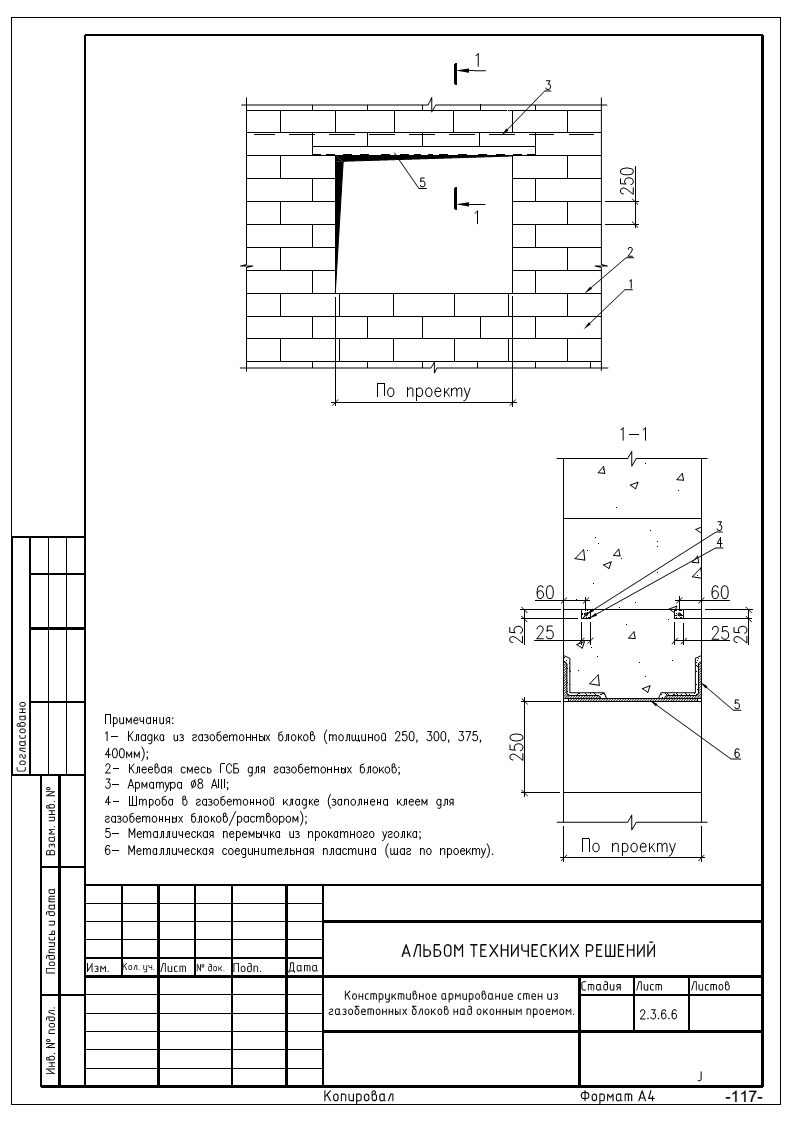 1
3
5
1
250
2
1
По проекту
1-1
3
4
60
60
25
25
25
25
5
6
250
По проекту
Примечания:
1- Кладка из газобетонных блоков (толщиной 250, 300, 375,
400мм);
2- Клеевая смесь ГСБ для газобетонных блоков;
3- Арматура ø8 AIII;
4- Штроба в газобетонной кладке (заполнена клеем для
газобетонных блоков/раствором);
5- Металлическая перемычка из прокатного уголка;
6- Металлическая соединительная пластина (шаг по проекту).
Согласовано
Взам. инв. №
Подпись и дата
Инв. № подл.
Изм. Кол. уч. Лист № док. Подп. Дата
АЛЬБОМ ТЕХНИЧЕСКИХ РЕШЕНИЙ
Конструктивное армирование стен из
газобетонных блоков над оконным проемом.
Стадия Лист Листов
2.3.6.6
J
Копировал Формат А4 -117-